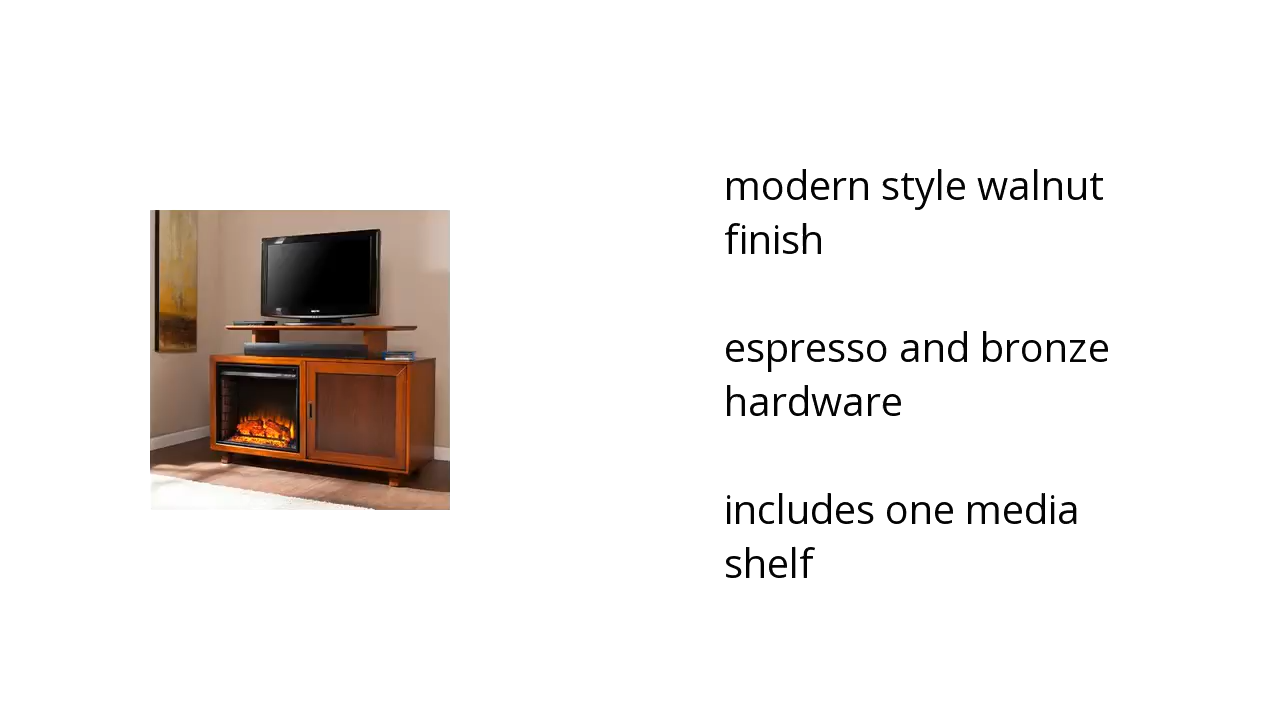 modern style walnut
finish
espresso and bronze
hardware
includes one media
shelf